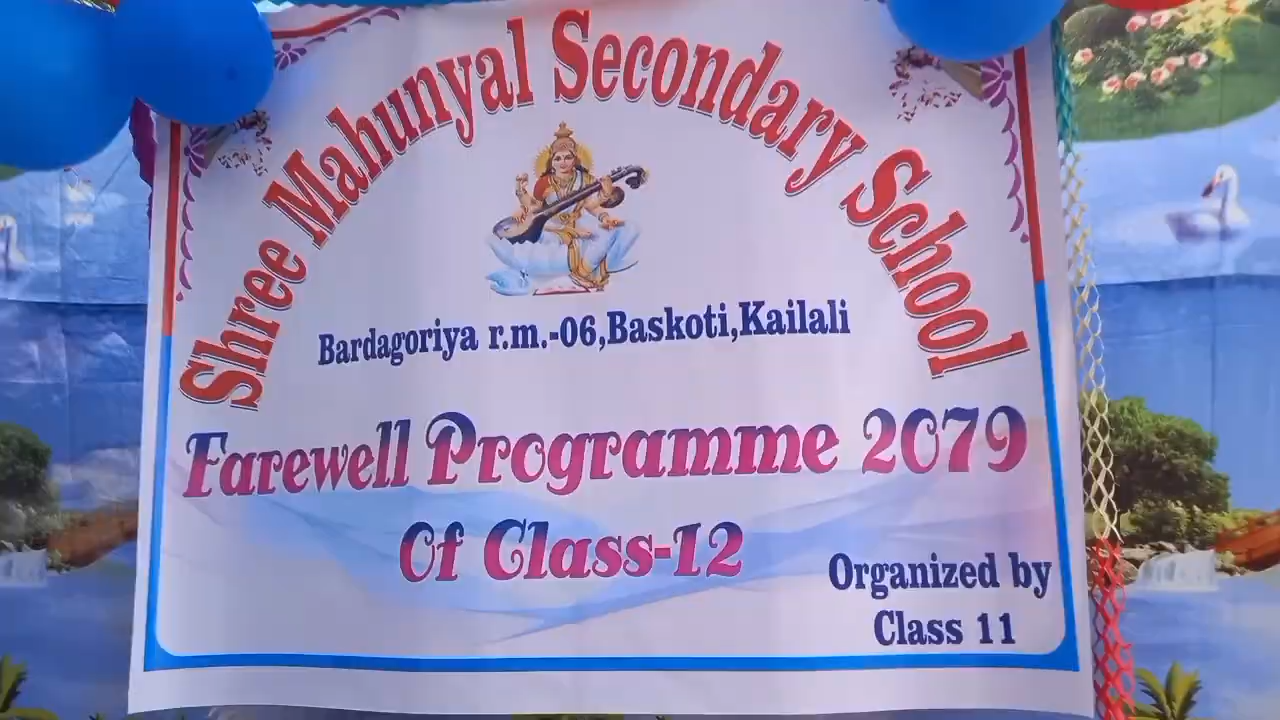 Shree Mahunyal Secondary School
Bardagoriya r.m.-06,Baskoti,Kailali
Farewell Programme 2079
Of Class-12
Organized by
Class 11